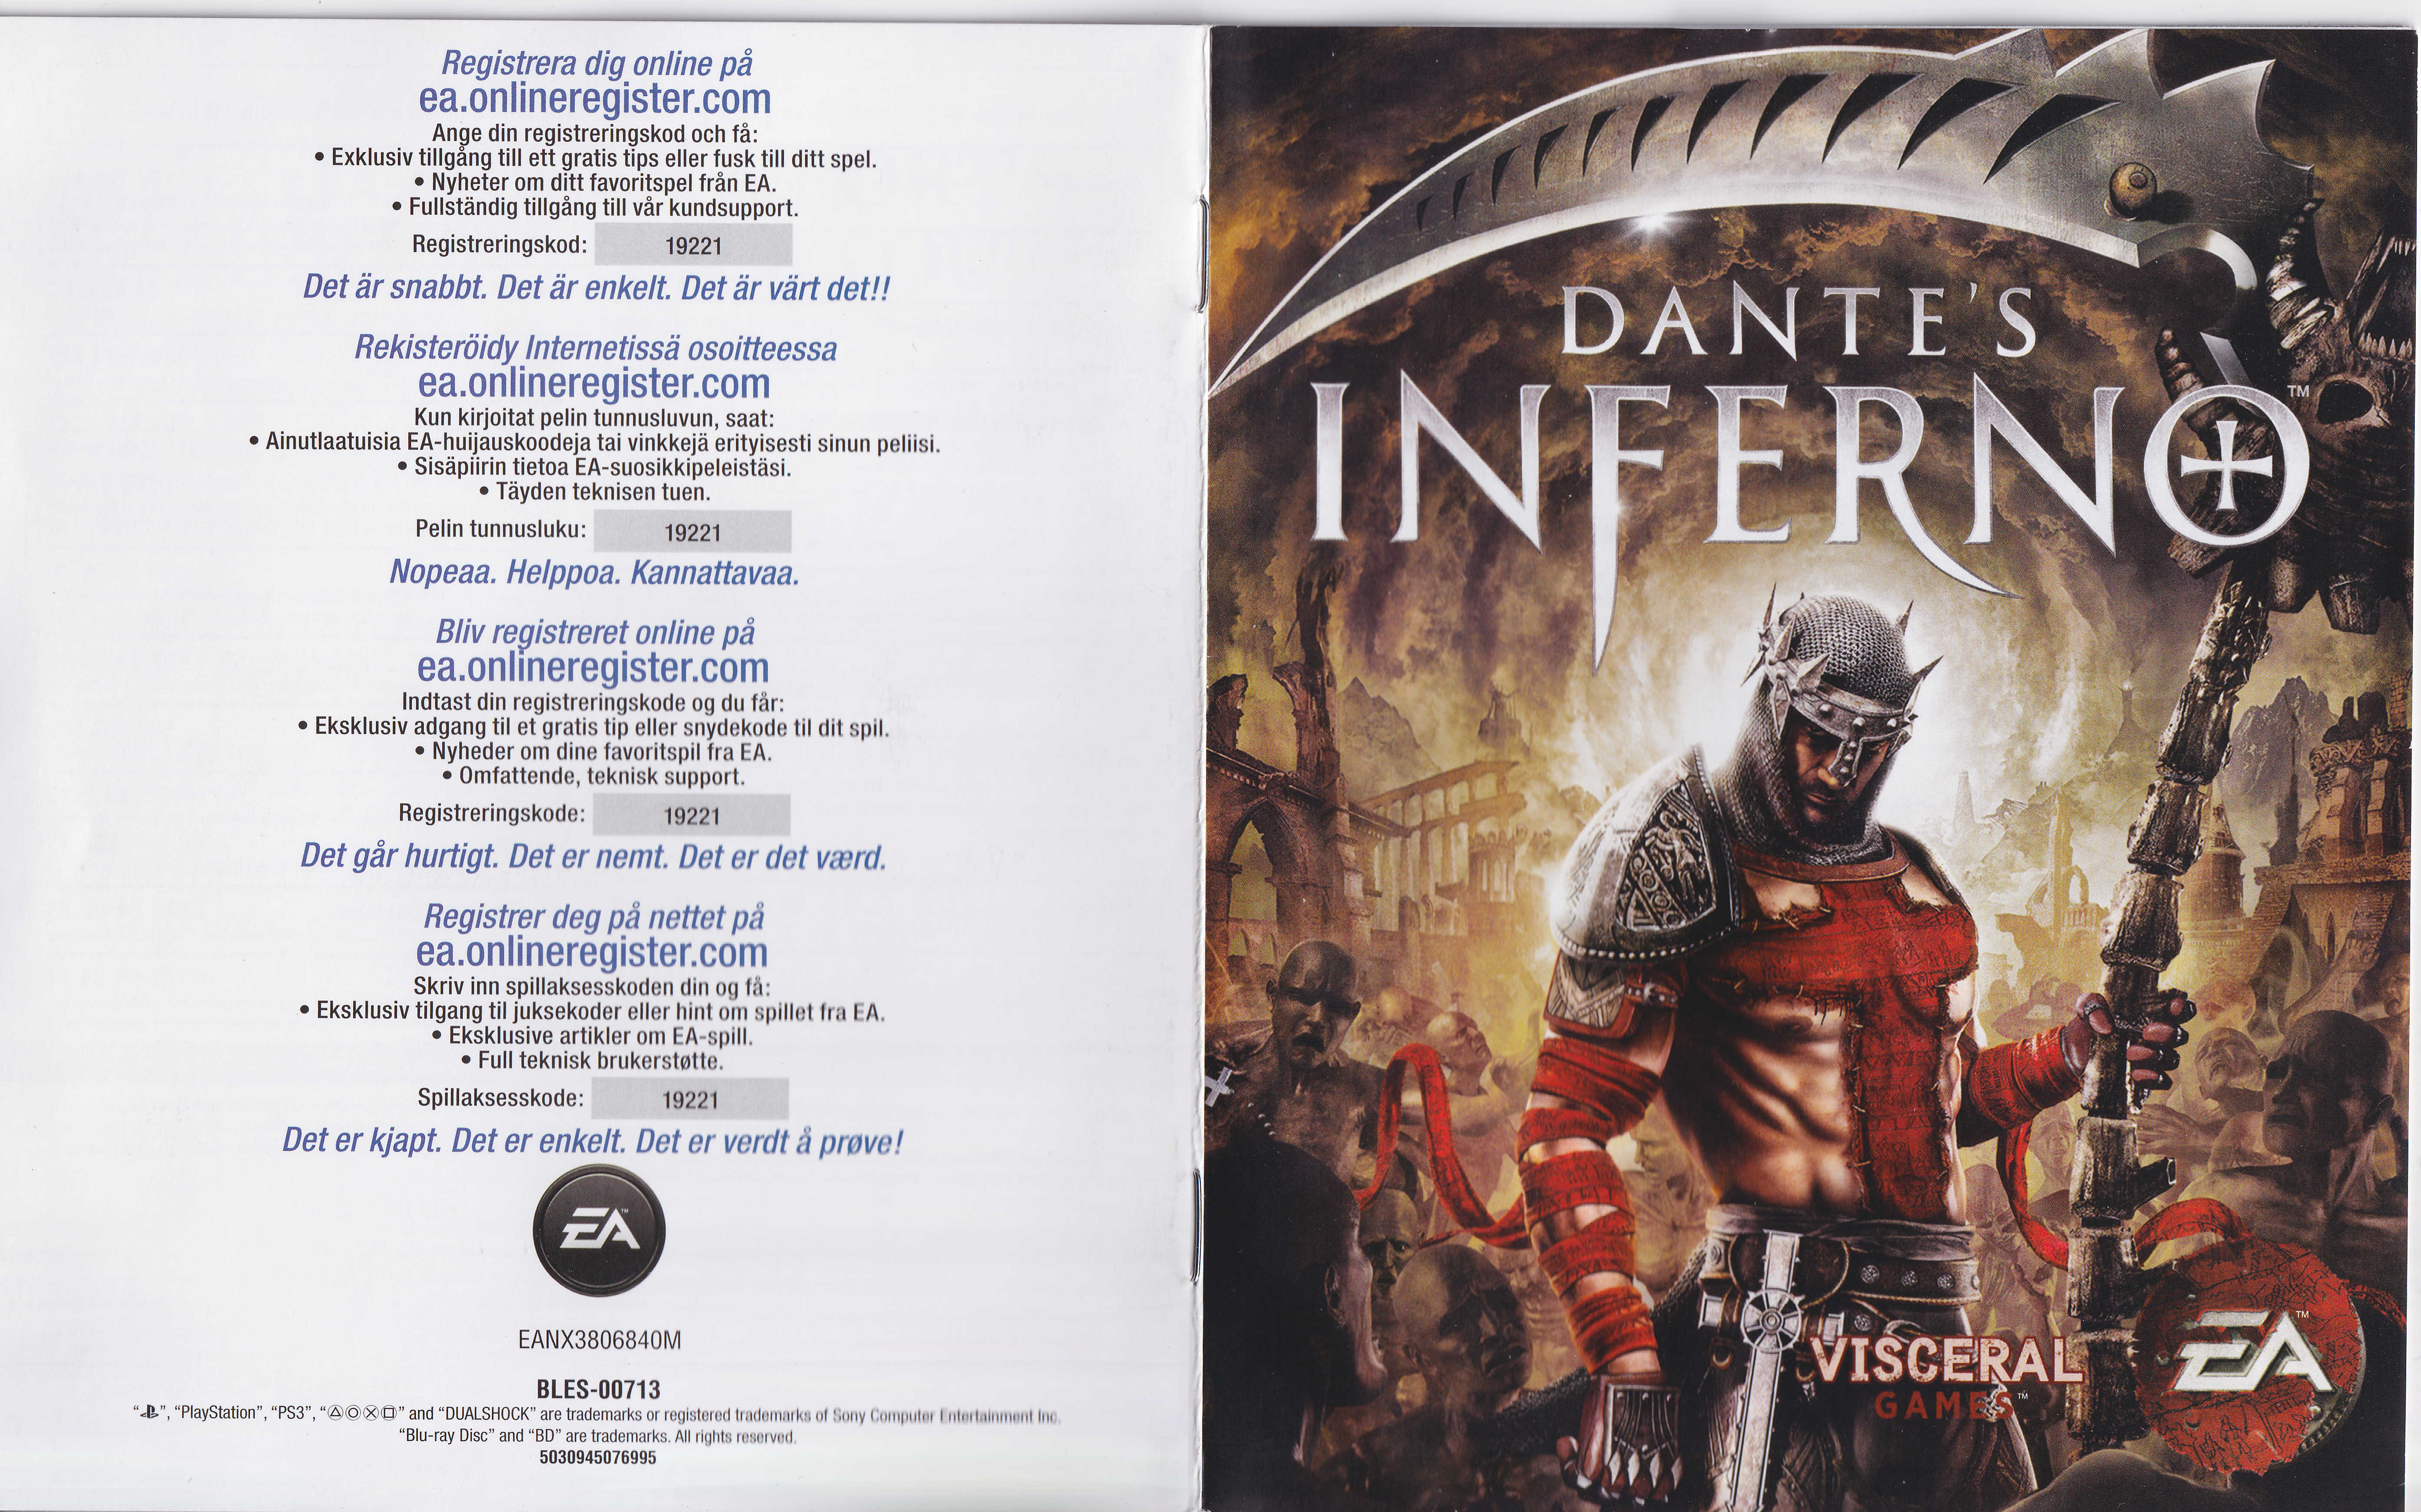 Registrera dig online på
ea.onlineregister.com
Ange din registreringskod och få:
• Exklusiv tillgång till ett gratis tips eller fusk till ditt spel.
• Nyheter om ditt favoritspel från EA.
• Fullständig tillgång till vår kundsupport.
Registreringskod: 19221
Det är snabbt. Det är enkelt. Det är värt det!!
Rekisteröidy Internetissä osoitteessa
ea.onlineregister.com
Kun kirjoitat pelin tunnusluvun, saat:
• Ainutlaatuisia EA-huijauskoodeja tai vinkkejä erityisesti sinun peliisi.
• Sisäpiirin tietoa EA-suosikkipeleistäsi.
• Täyden teknisen tuen.
Pelin tunnusluku: 19221
Nopeaa. Helppoa. Kannattavaa.
Bliv registreret online på
ea.onlineregister.com
Indtast din registreringskode og du får:
• Eksklusiv adgang til et gratis tip eller snydekode til dit spil.
• Nyheder om dine favoritspil fra EA.
• Omfattende, teknisk support.
Registreringskode: 19221
Det går hurtigt. Det er nemt. Det er det værd.
Registrer deg på nettet på
ea.onlineregister.com
Skriv inn spillaksesskoden din og få:
• Eksklusiv tilgang til juksekoder eller hint om spillet fra EA.
• Eksklusive artikler om EA-spill.
• Full teknisk brukerstøtte.
Spillaksesskode: 19221
Det er kjapt. Det er enkelt. Det er verdt å prøve!
EA™
EANX3806840M
BLES-00713
“PS”, “PlayStation”, “PS3”, “△○✕□” and “DUALSHOCK” are trademarks or registered trademarks of Sony Computer Entertainment Inc.
“Blu-ray Disc” and “BD” are trademarks. All rights reserved.
5030945076995
DANTE'S
INFERNO™
VISCERAL
GAMES™
EA™